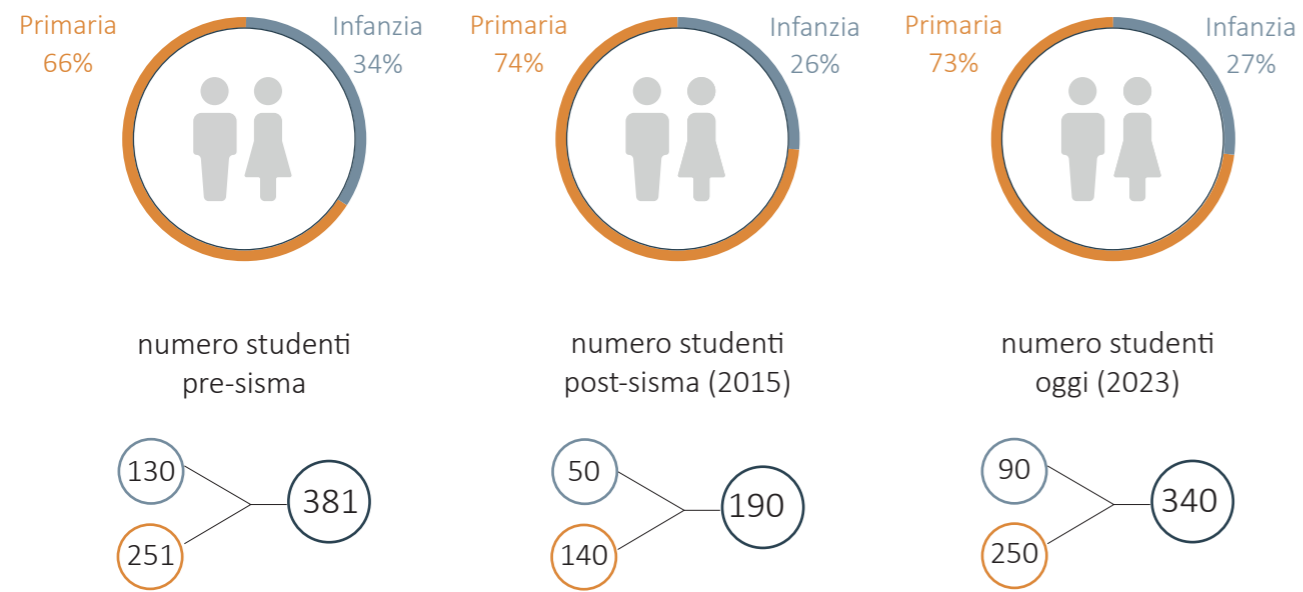 Primaria
66%
Infanzia
34%
numero studenti
pre-sisma
130
251
381
Primaria
74%
Infanzia
26%
numero studenti
post-sisma (2015)
50
140
190
Primaria
73%
Infanzia
27%
numero studenti
oggi (2023)
90
250
340